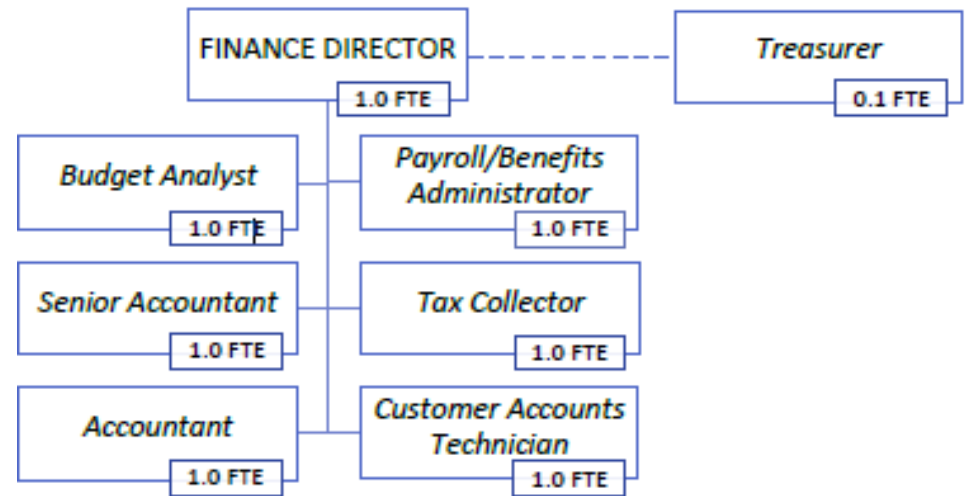 FINANCE DIRECTOR
1.0 FTE
Treasurer
0.1 FTE
Budget Analyst
1.0 FTE
Payroll/Benefits
Administrator
1.0 FTE
Senior Accountant
1.0 FTE
Tax Collector
1.0 FTE
Accountant
1.0 FTE
Customer Accounts
Technician
1.0 FTE